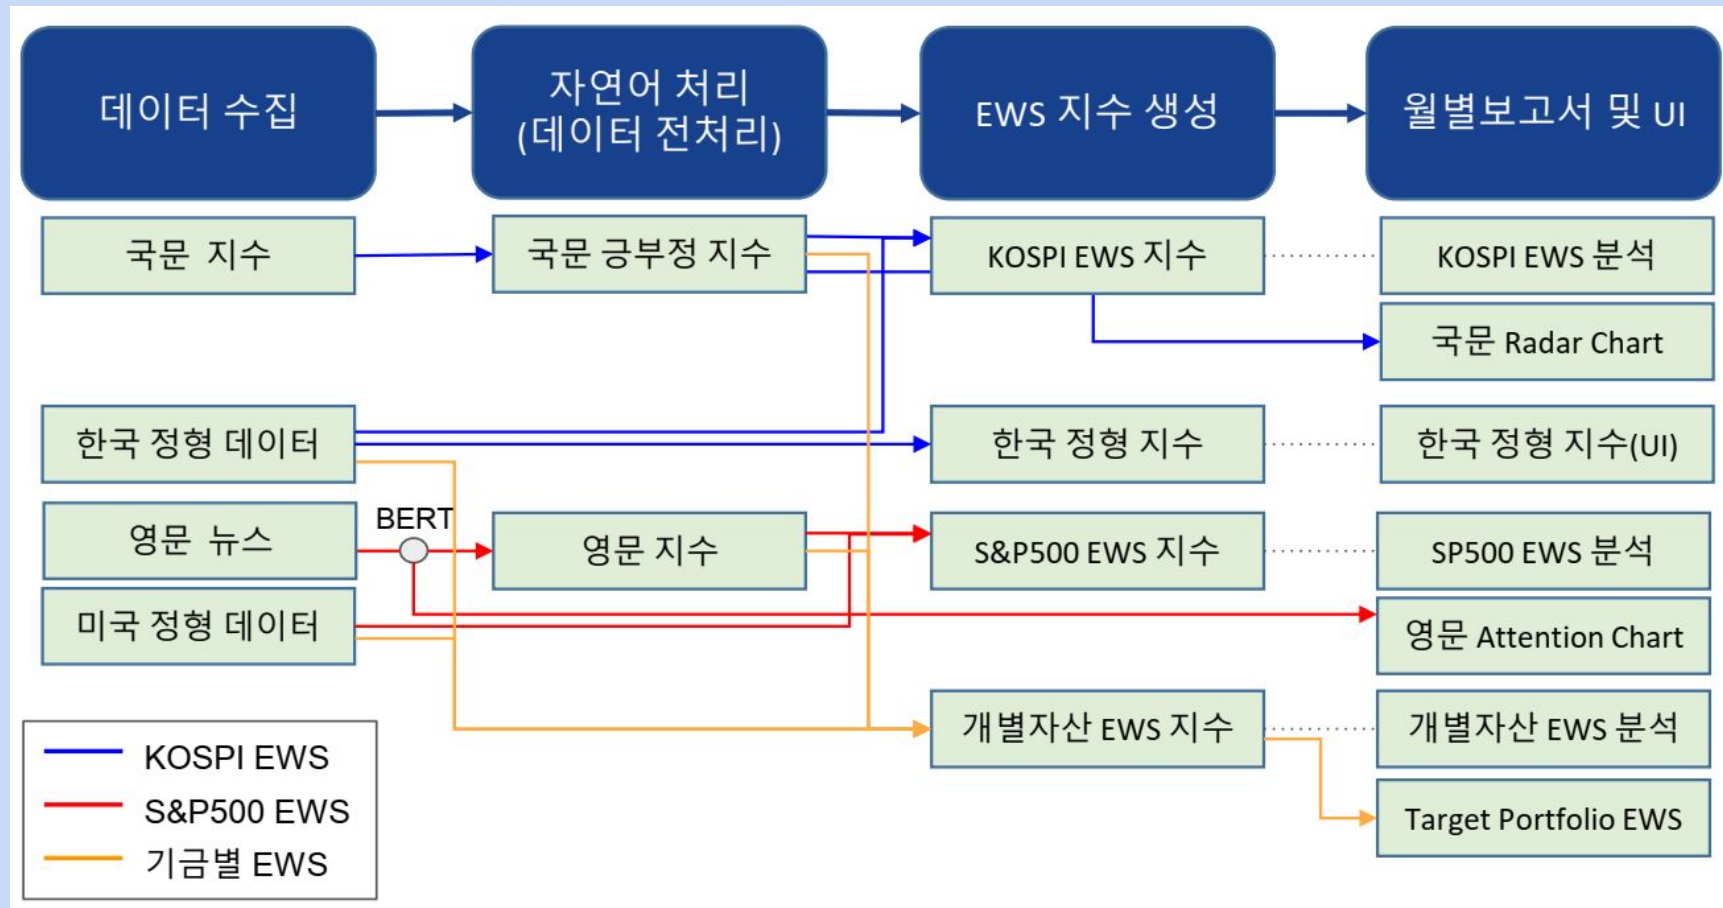 데이터 수집
자연어 처리
(데이터 전처리)
EWS 지수 생성
월별보고서 및 UI
국문 지수
국문 긍부정 지수
KOSPI EWS 지수
KOSPI EWS 분석
국문 Radar Chart
한국 정형 데이터
한국 정형 지수
한국 정형 지수(UI)
영문 뉴스
BERT
영문 지수
S&P500 EWS 지수
SP500 EWS 분석
미국 정형 데이터
영문 Attention Chart
개별자산 EWS 지수
개별자산 EWS 분석
Target Portfolio EWS
KOSPI EWS
S&P500 EWS
기금별 EWS